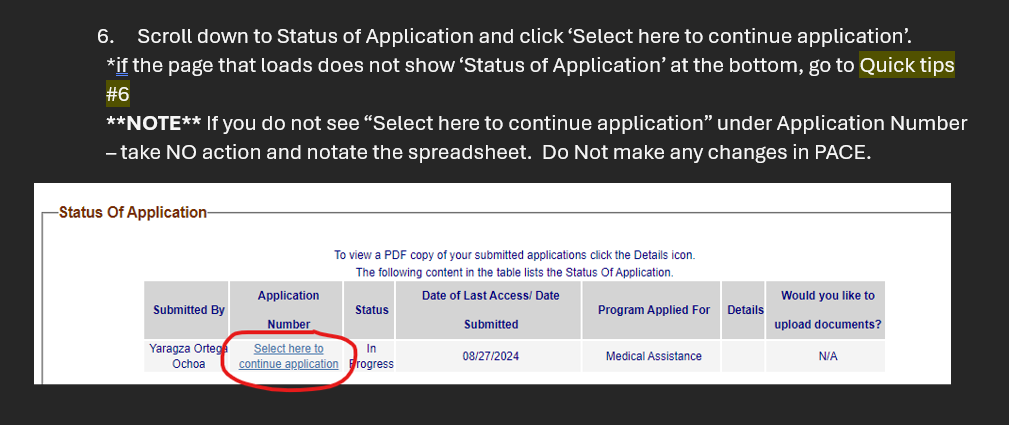 6. Scroll down to Status of Application and click ‘Select here to continue application’.
*if the page that loads does not show ‘Status of Application’ at the bottom, go to Quick tips
#6
**NOTE** If you do not see “Select here to continue application” under Application Number
– take NO action and notate the spreadsheet. Do Not make any changes in PACE.
Status Of Application
To view a PDF copy of your submitted applications click the Details icon.
The following content in the table lists the Status Of Application.
Submitted By
Application
Number
Status
Date of Last Access/ Date
Submitted
Program Applied For
Details
Would you like to
upload documents?
Yaragza Ortega
Ochoa
Select here to
continue application
In
Progress
08/27/2024
Medical Assistance
N/A